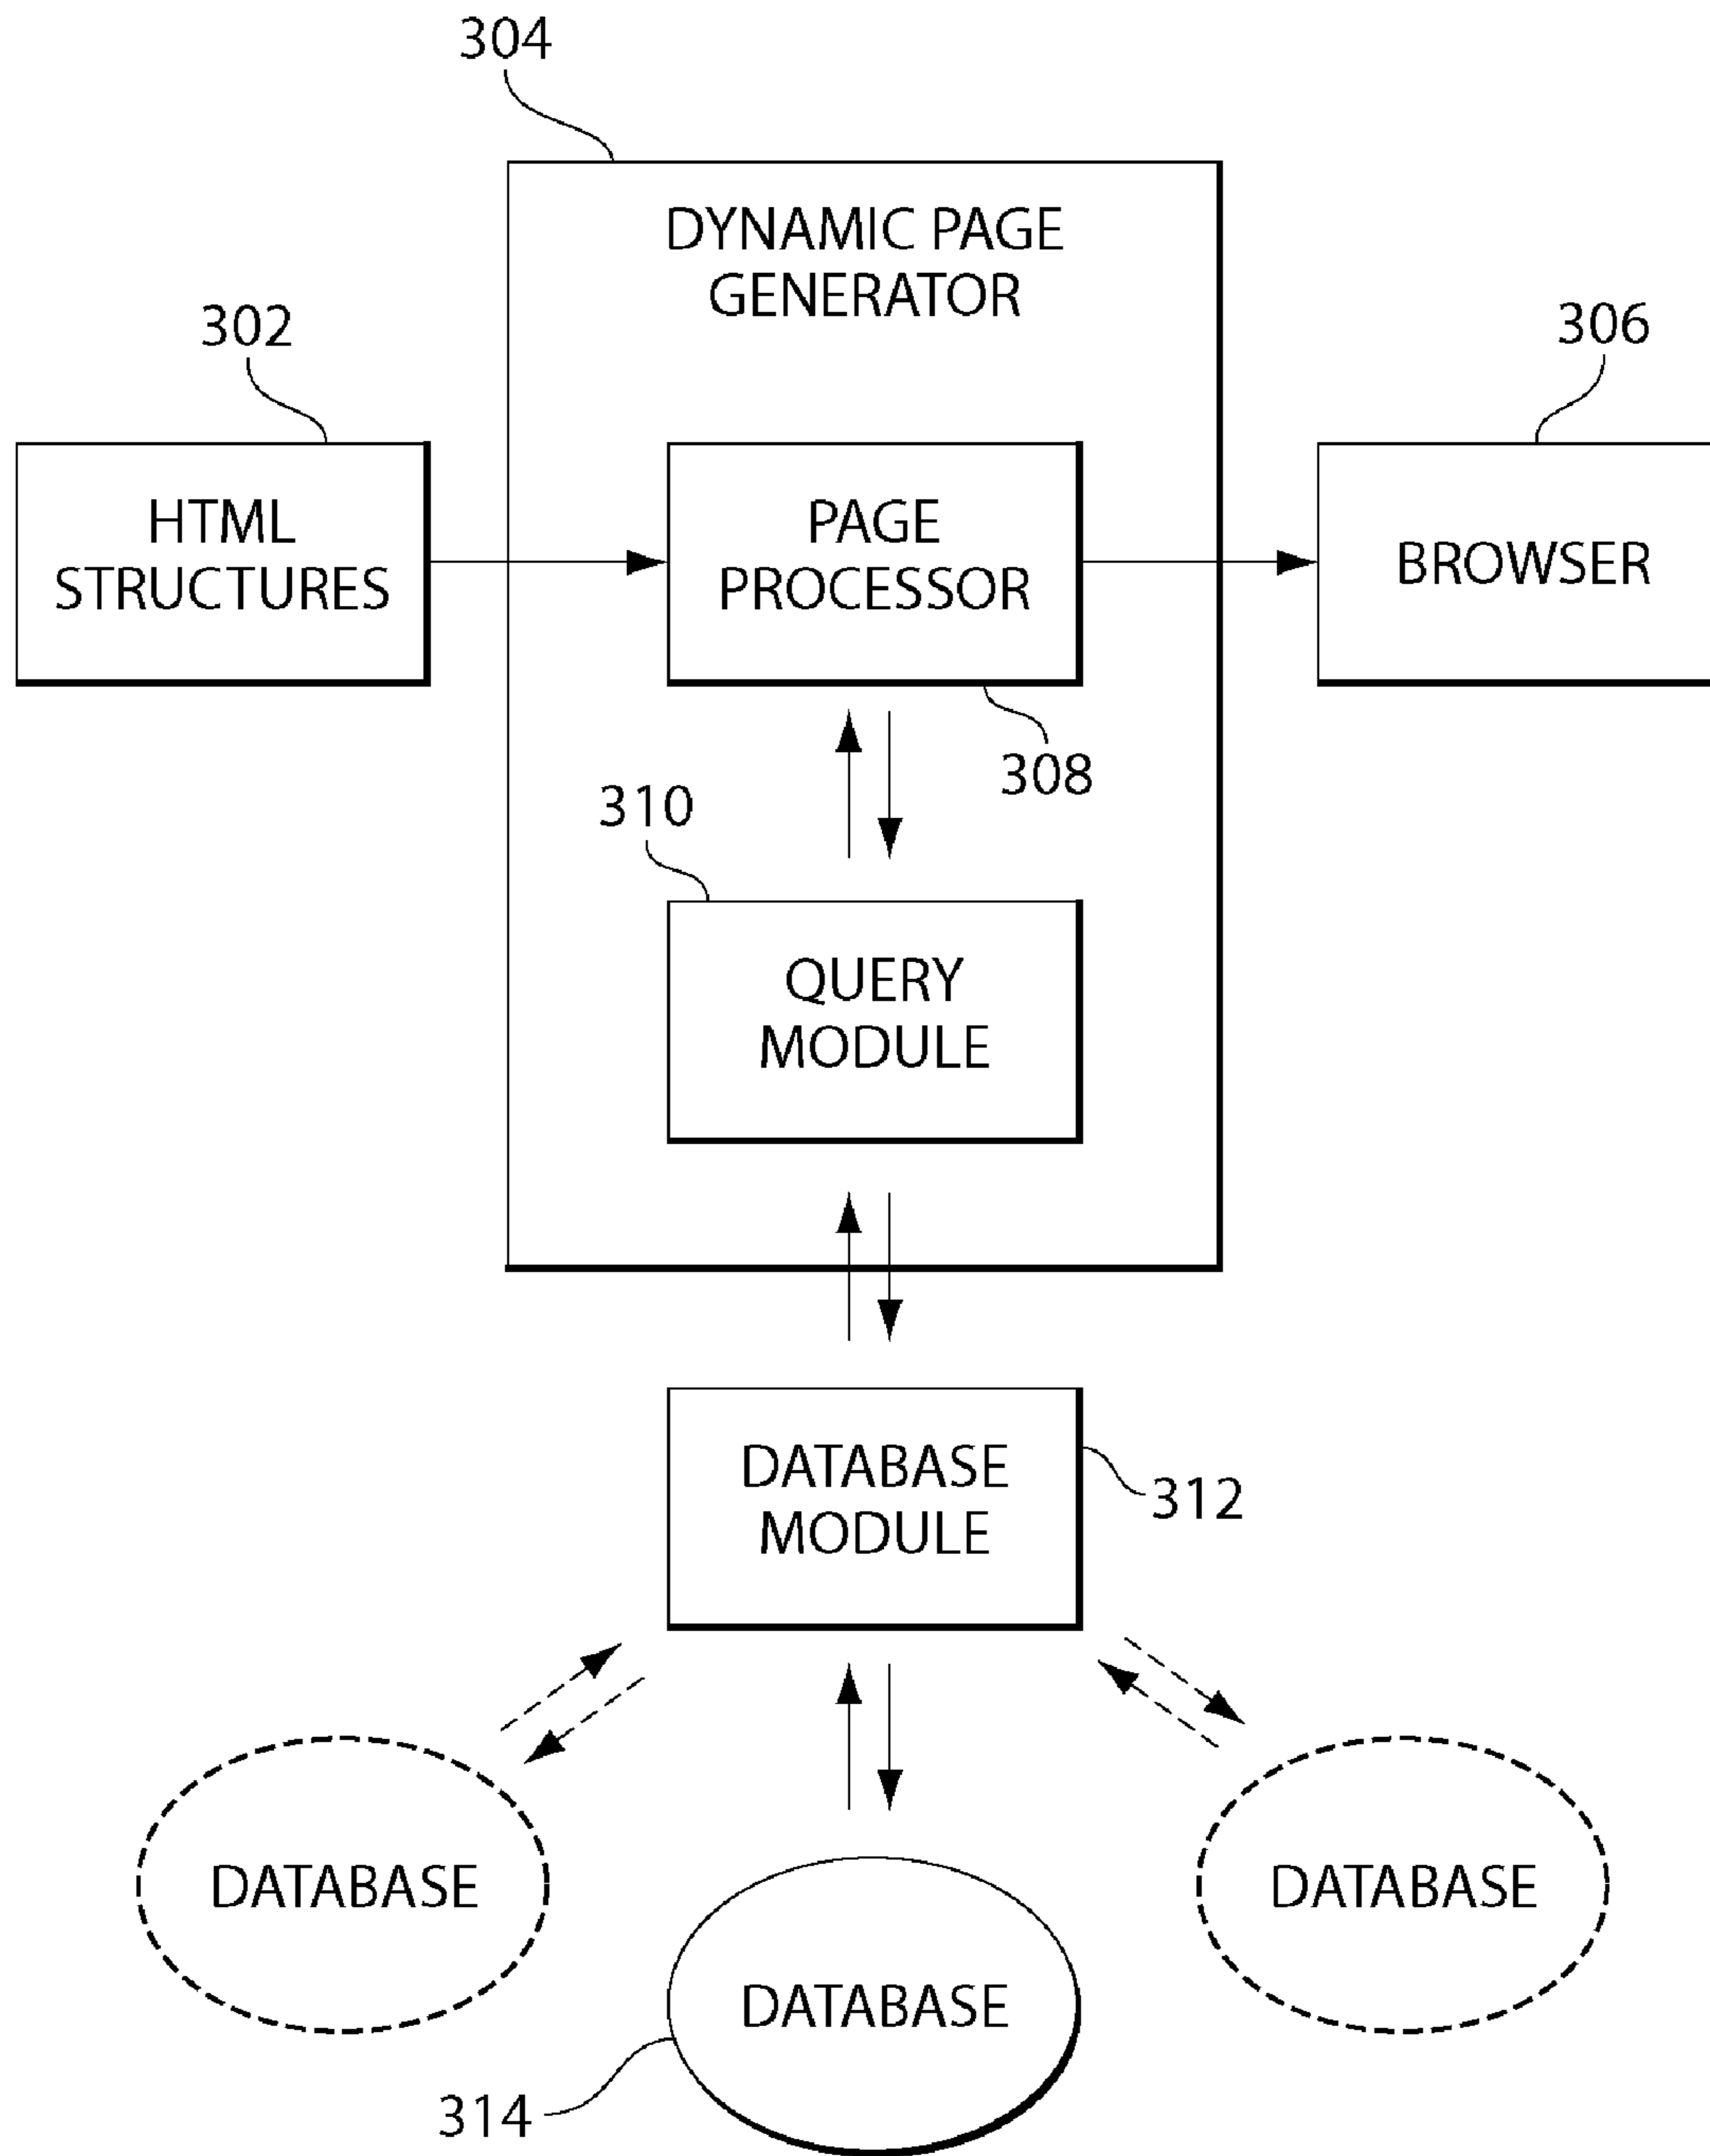 304
DYNAMIC PAGE
GENERATOR
302
306
HTML
STRUCTURES
PAGE
PROCESSOR
BROWSER
308
310
QUERY
MODULE
DATABASE
MODULE
312
DATABASE
DATABASE
DATABASE
314